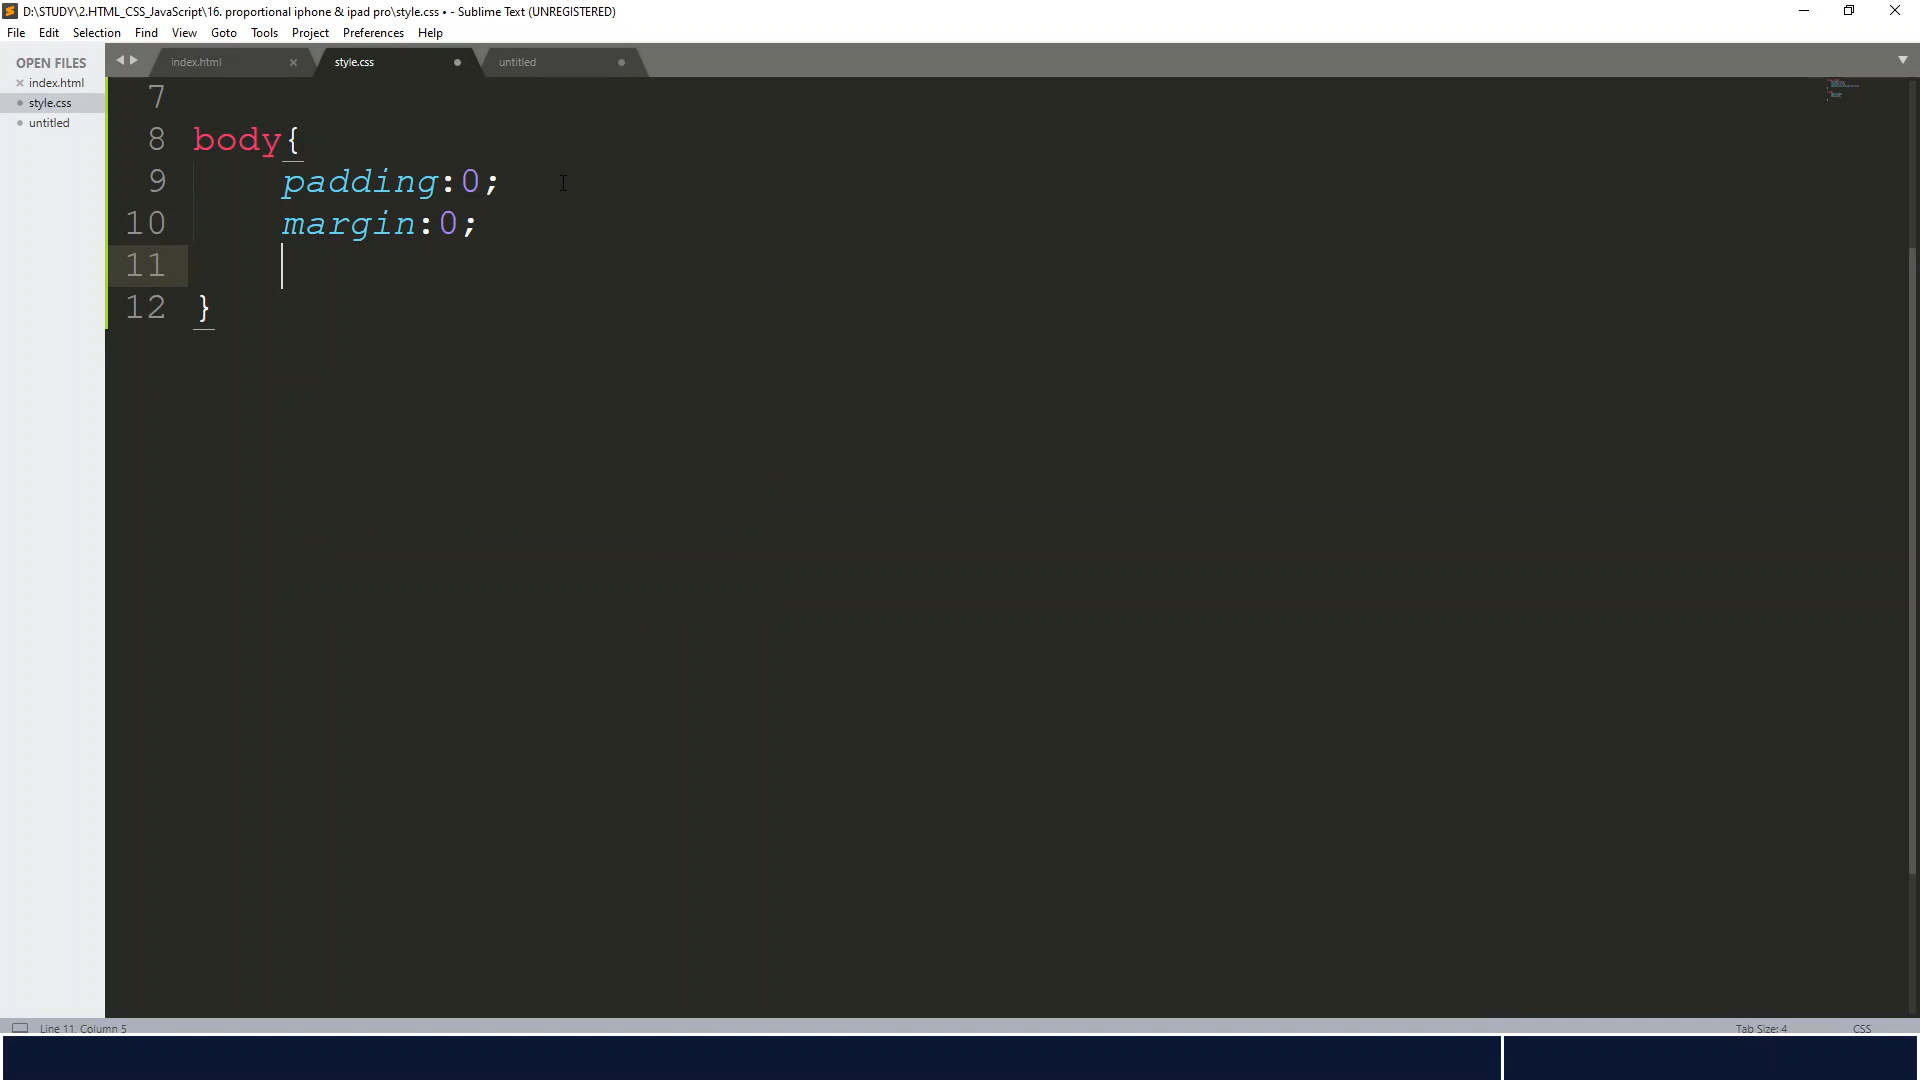 D:\STUDY\2.HTML_CSS_JavaScript\16. proportional iphone & ipad pro\style.css • - Sublime Text (UNREGISTERED)
File Edit Selection Find View Goto Tools Project Preferences Help
OPEN FILES
index.html
style.css
untitled
index.html style.css untitled
7
8 body{
9 padding:0;
10 margin:0;
11
12 }
Line 11, Column 5 Tab Size: 4 CSS